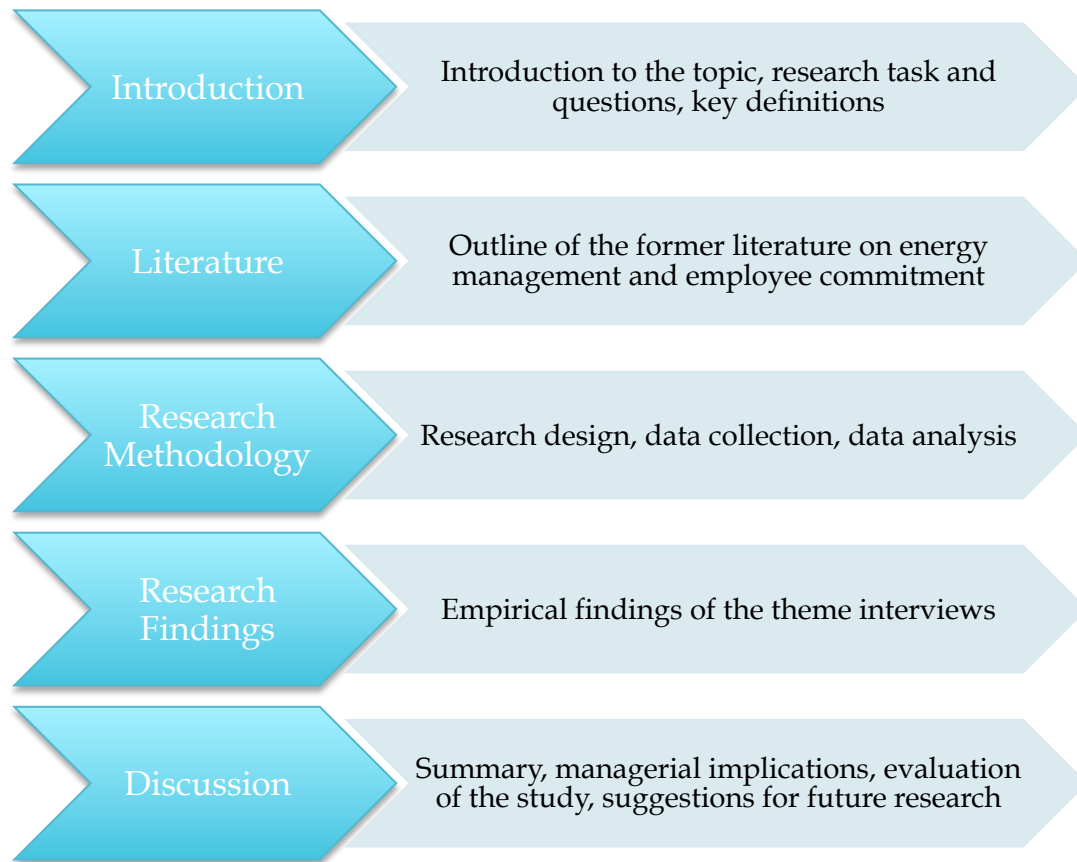 Introduction
Introduction to the topic, research task and
questions, key definitions
Literature
Outline of the former literature on energy
management and employee commitment
Research
Methodology
Research design, data collection, data analysis
Research
Findings
Empirical findings of the theme interviews
Discussion
Summary, managerial implications, evaluation
of the study, suggestions for future research